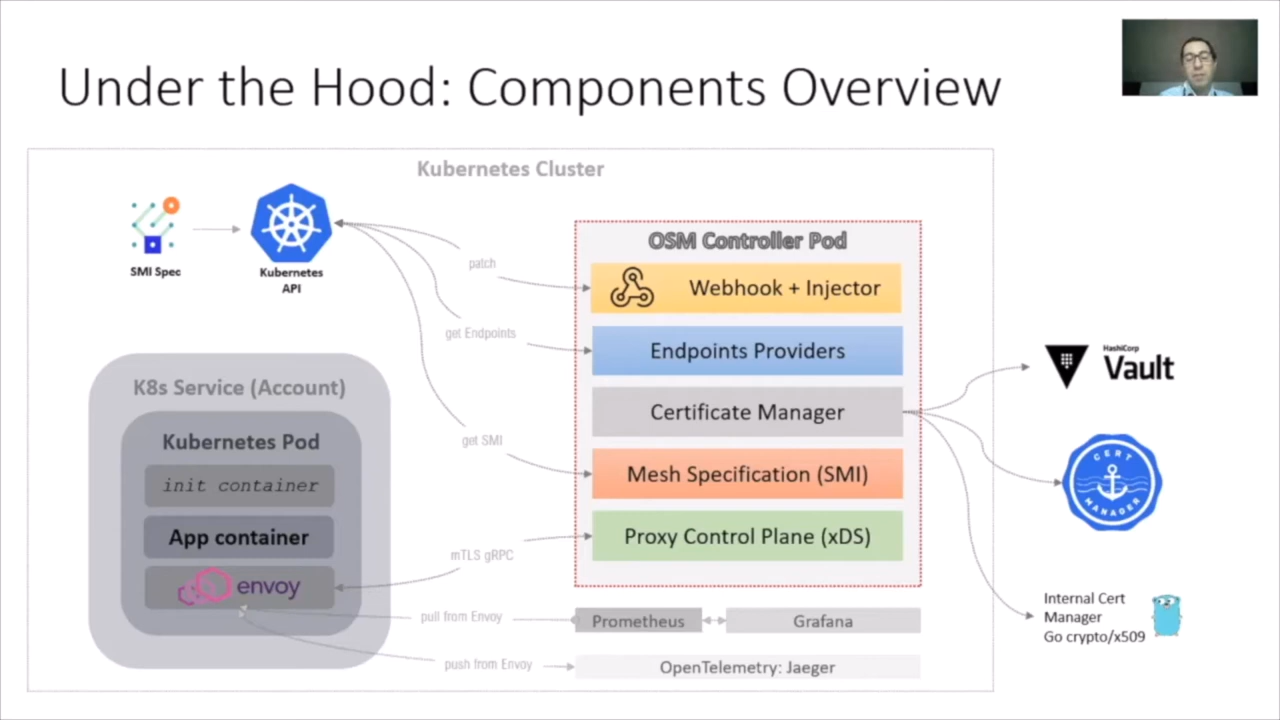 Under the Hood: Components Overview
Kubernetes Cluster
SMI Spec
Kubernetes
API
patch
get Endpoints
get SMI
mTLS gRPC
pull from Envoy
push from Envoy
OSM Controller Pod
Webhook + Injector
Endpoints Providers
Certificate Manager
Mesh Specification (SMI)
Proxy Control Plane (xDS)
Prometheus
Grafana
OpenTelemetry: Jaeger
K8s Service (Account)
Kubernetes Pod
init container
App container
envoy
HashiCorp
Vault
CERT
MANAGER
Internal Cert
Manager
Go crypto/x509